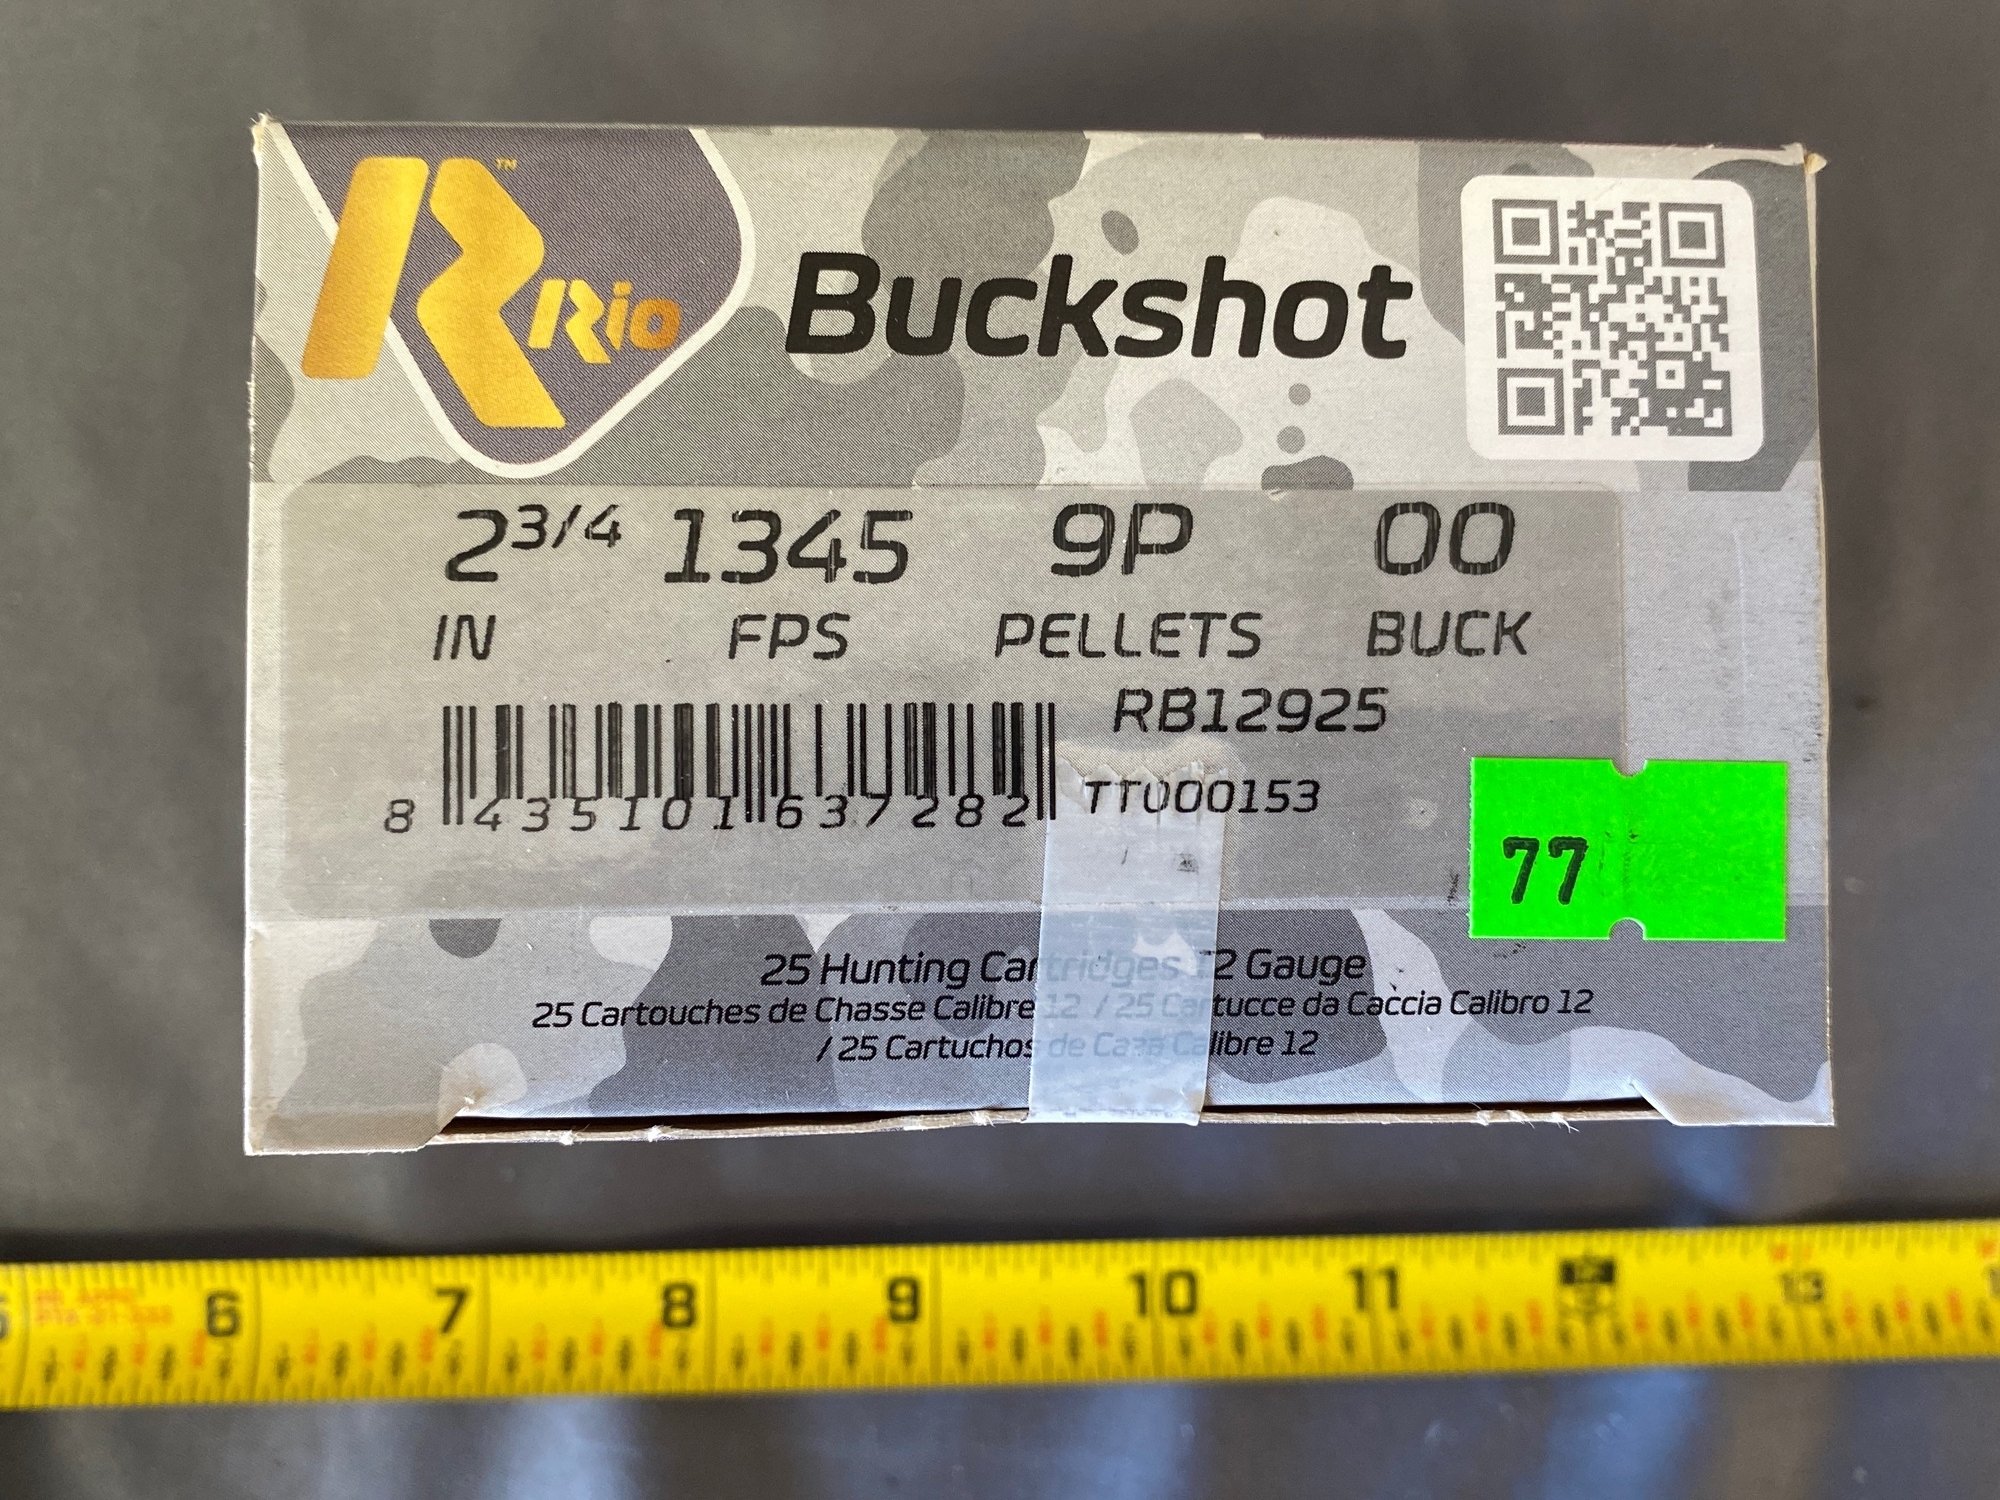 R Rio™
Buckshot
2 3/4 1345 9P 00
IN FPS PELLETS BUCK
RB12925
TT000153
8 435101 637282
77
25 Hunting Cartridges 12 Gauge
25 Cartouches de Chasse Calibre 12 / 25 Cartucce da Caccia Calibro 12
/ 25 Cartuchos de Caza Calibre 12
6 7 8 9 10 11 13